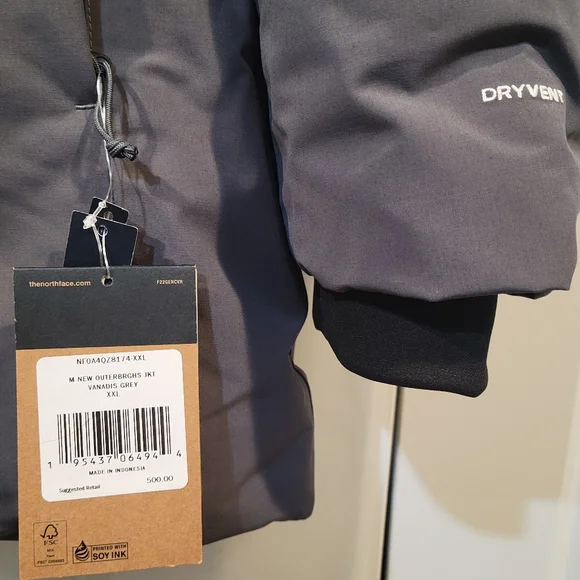 DRYVENT
thenorthface.com
F22GENCVR
NF0A4QZ8174-XXL
M NEW OUTERBRGHS JKT
VANADIS GREY
XXL
1 95437 06494 4
MADE IN INDONESIA
Suggested Retail
500.00
FSC
PRINTED WITH
SOY INK